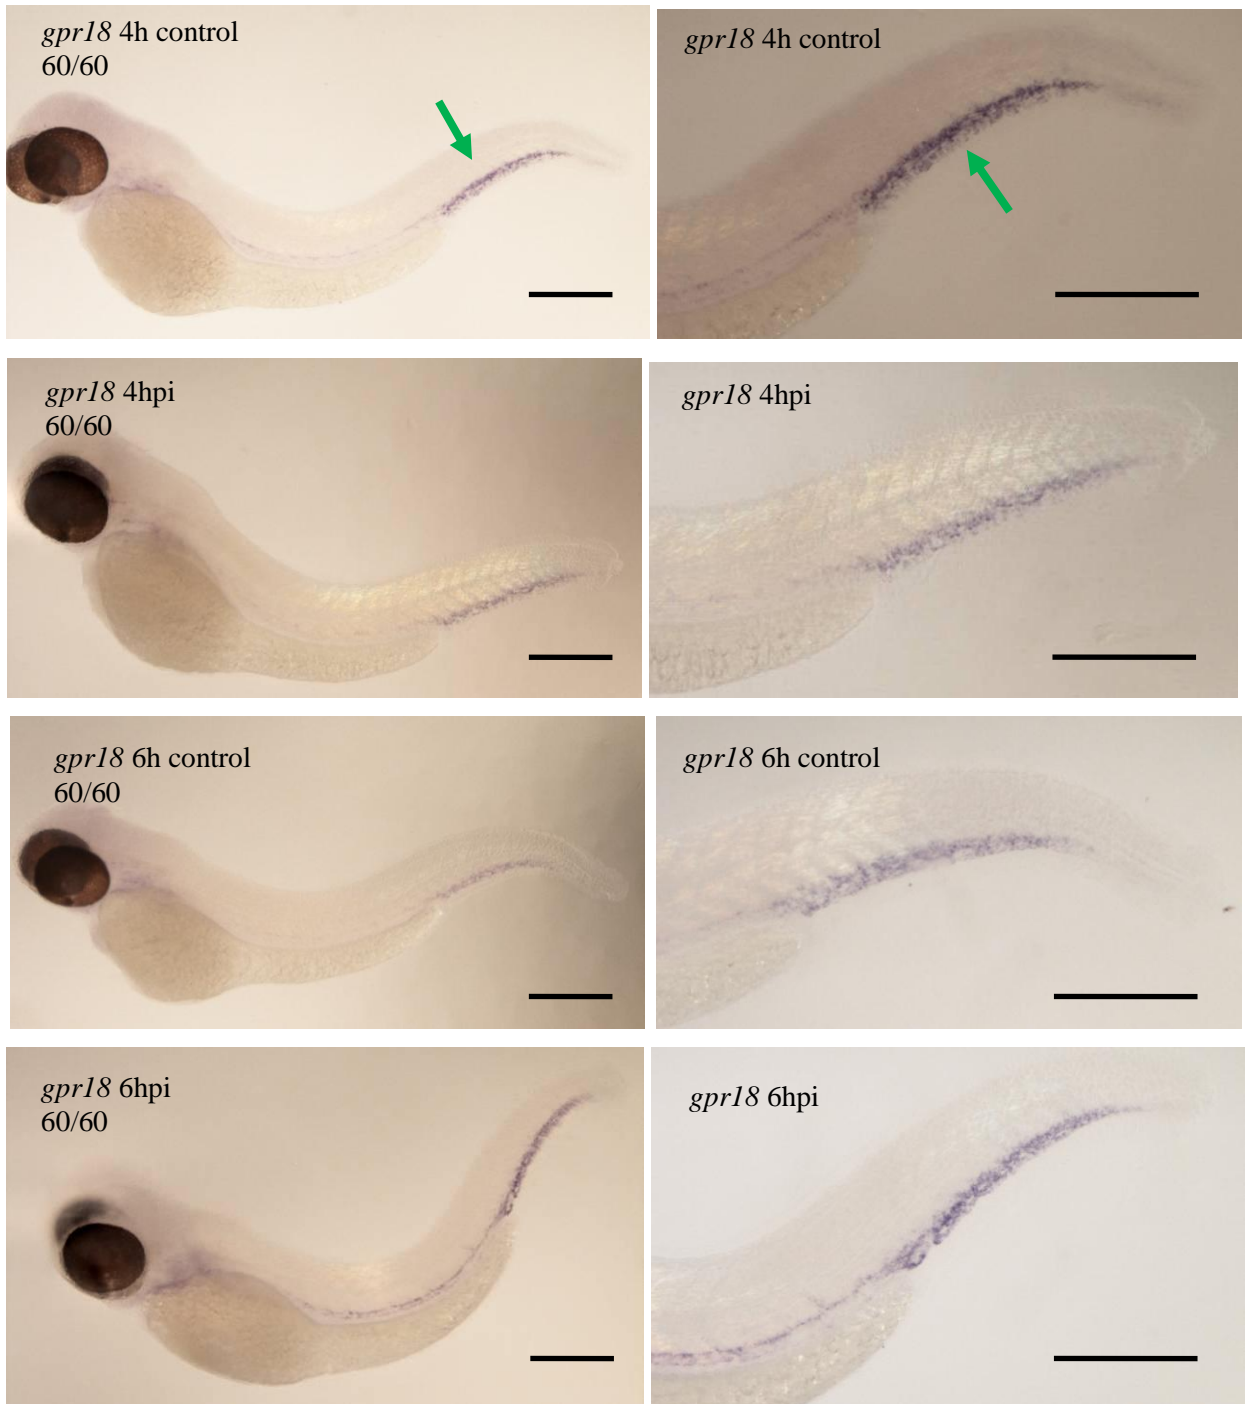 gpr18 4h control
60/60
gpr18 4h control
gpr18 4hpi
60/60
gpr18 4hpi
gpr18 6h control
60/60
gpr18 6h control
gpr18 6hpi
60/60
gpr18 6hpi